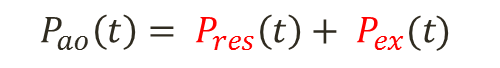 P_ao(t) = P_res(t) + P_ex(t)